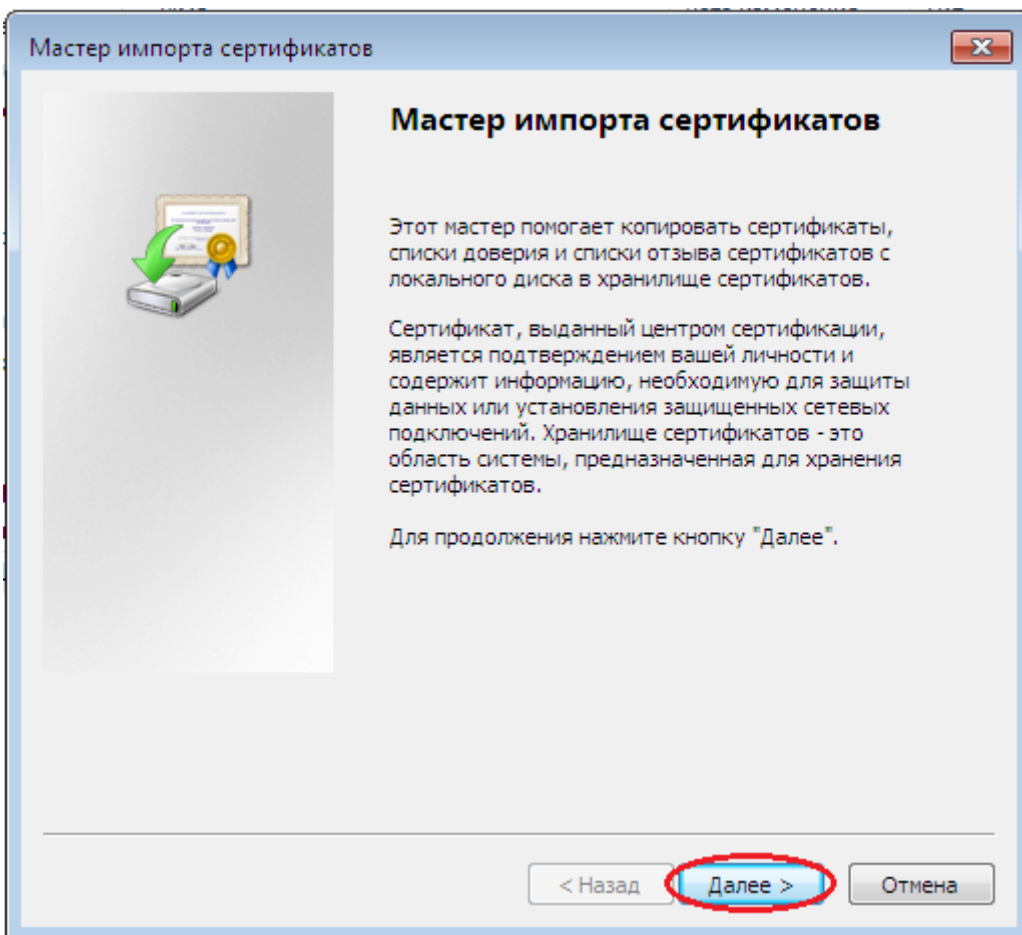 Мастер импорта сертификатов
Мастер импорта сертификатов
Этот мастер помогает копировать сертификаты,
списки доверия и списки отзыва сертификатов с
локального диска в хранилище сертификатов.
Сертификат, выданный центром сертификации,
является подтверждением вашей личности и
содержит информацию, необходимую для защиты
данных или установления защищенных сетевых
подключений. Хранилище сертификатов - это
область системы, предназначенная для хранения
сертификатов.
Для продолжения нажмите кнопку "Далее".
< Назад
Далее >
Отмена